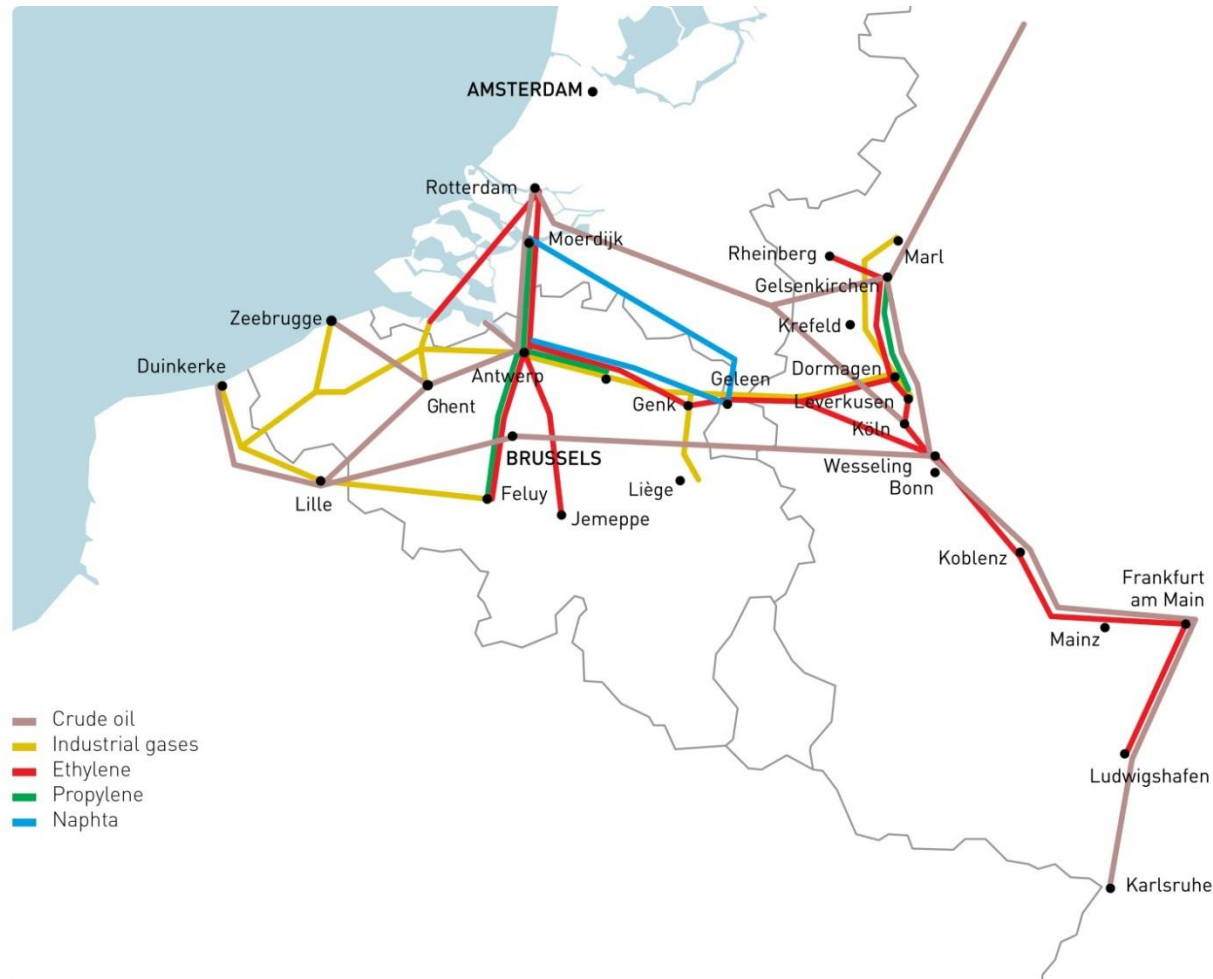 AMSTERDAM
Rotterdam
Moerdijk
Rheinberg
Marl
Gelsenkirchen
Zeebrugge
Krefeld
Duinkerke
Antwerp
Dormagen
Geleen
Ghent
Genk
Leverkusen
Köln
BRUSSELS
Wesseling
Lille
Feluy
Liège
Bonn
Jemeppe
Koblenz
Frankfurt
am Main
Mainz
Crude oil
Industrial gases
Ethylene
Propylene
Naphta
Ludwigshafen
Karlsruhe